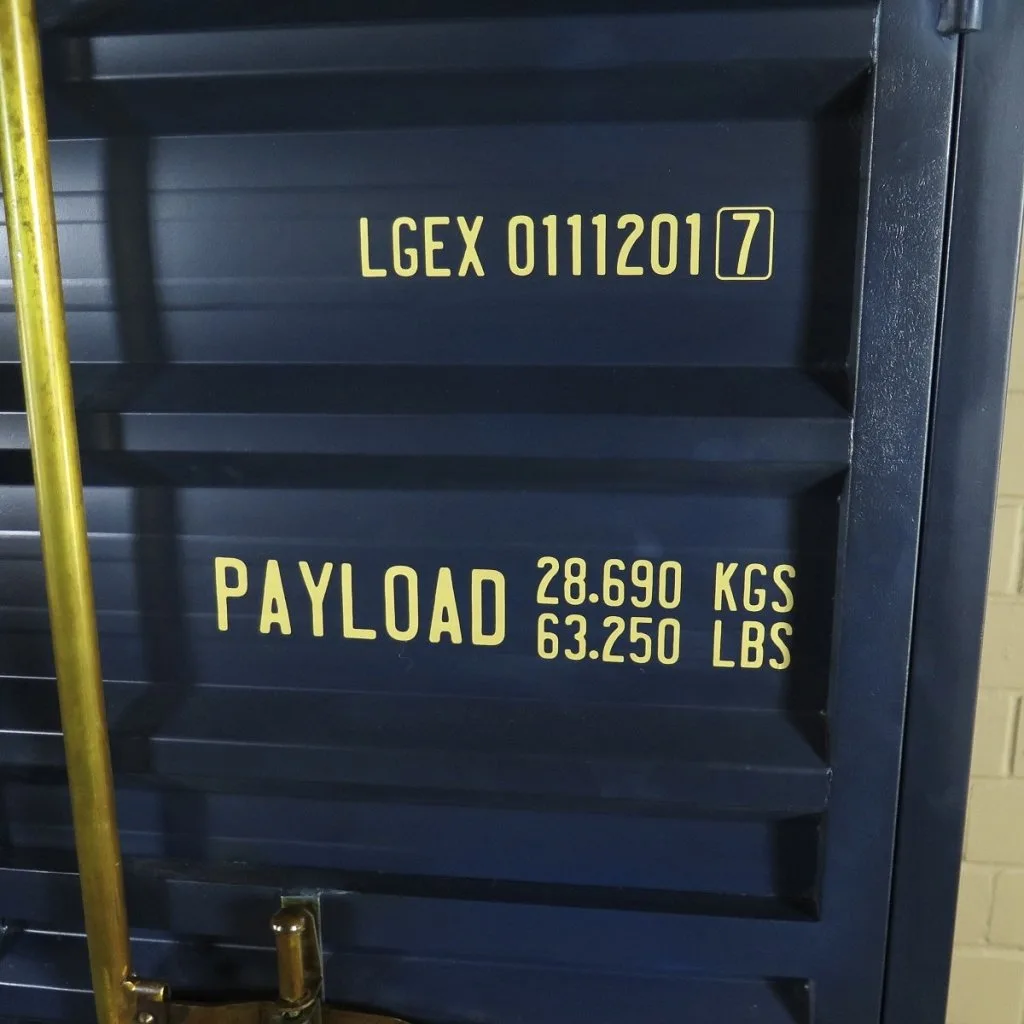 LGEX 0111201 7
PAYLOAD 28.690 KGS
63.250 LBS